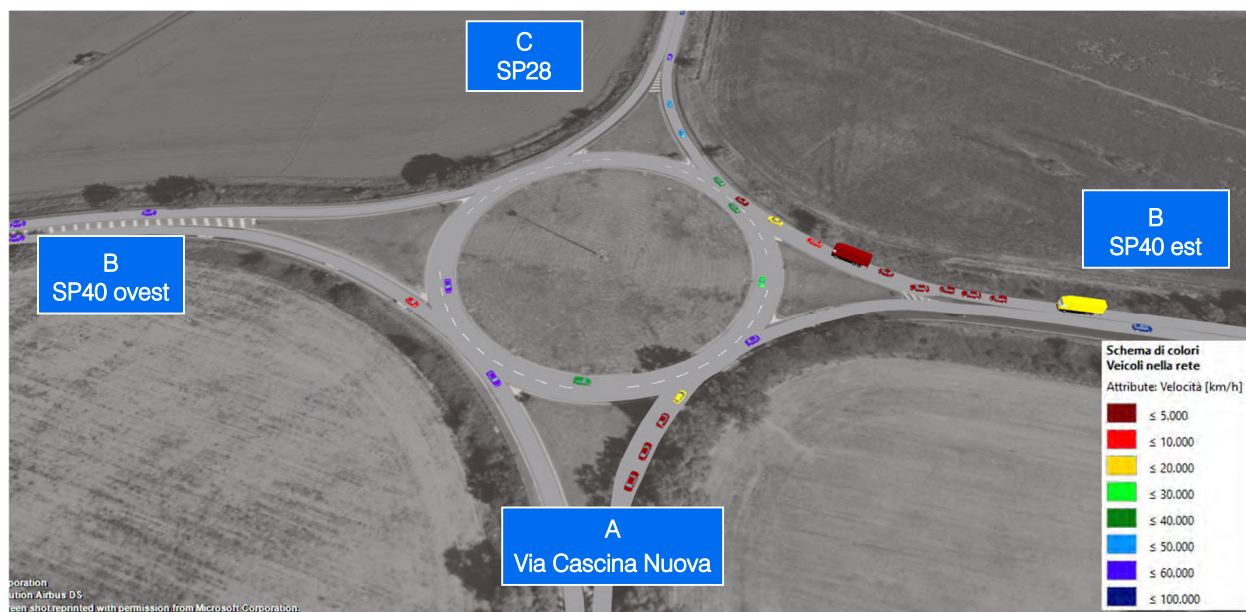 C
SP28
B
SP40 est
B
SP40 ovest
A
Via Cascina Nuova
Schema di colori
Veicoli nella rete
Attribute: Velocità [km/h]
≤ 5.000
≤ 10.000
≤ 20.000
≤ 30.000
≤ 40.000
≤ 50.000
≤ 60.000
≤ 100.000
poration
ution Airbus DS
reen shot reprinted with permission from Microsoft Corporation.